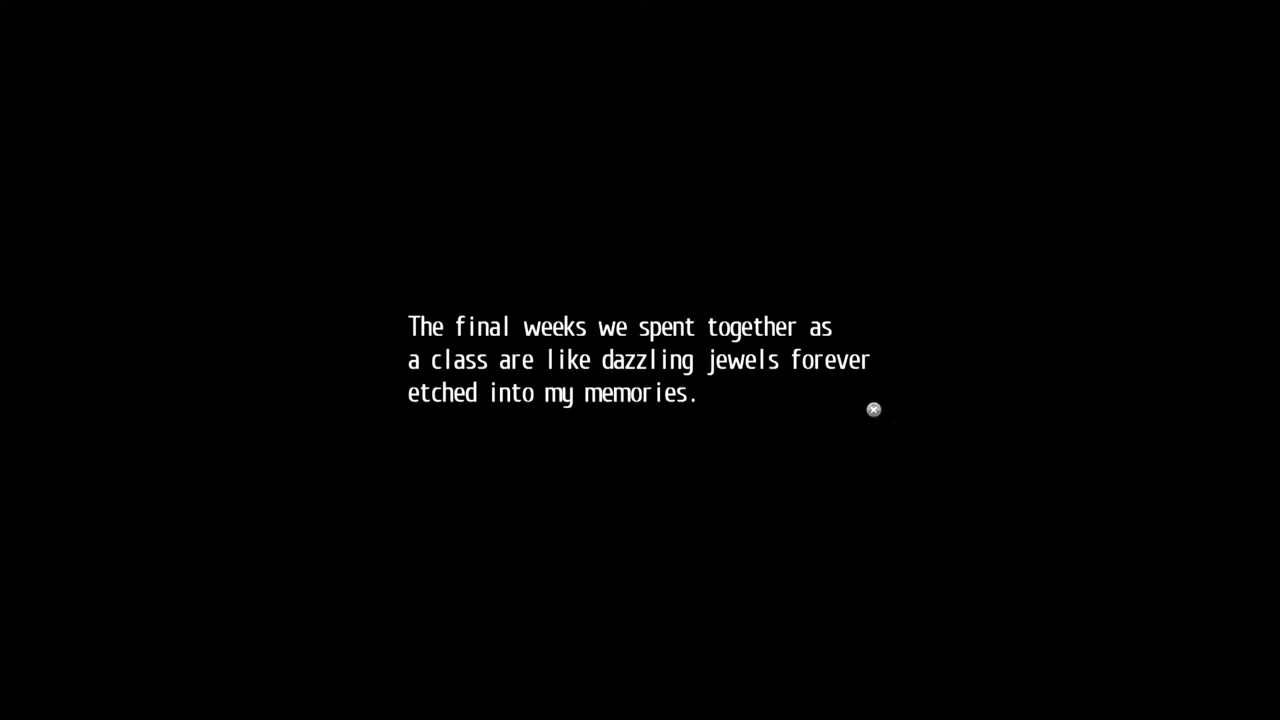 The final weeks we spent together as
a class are like dazzling jewels forever
etched into my memories.